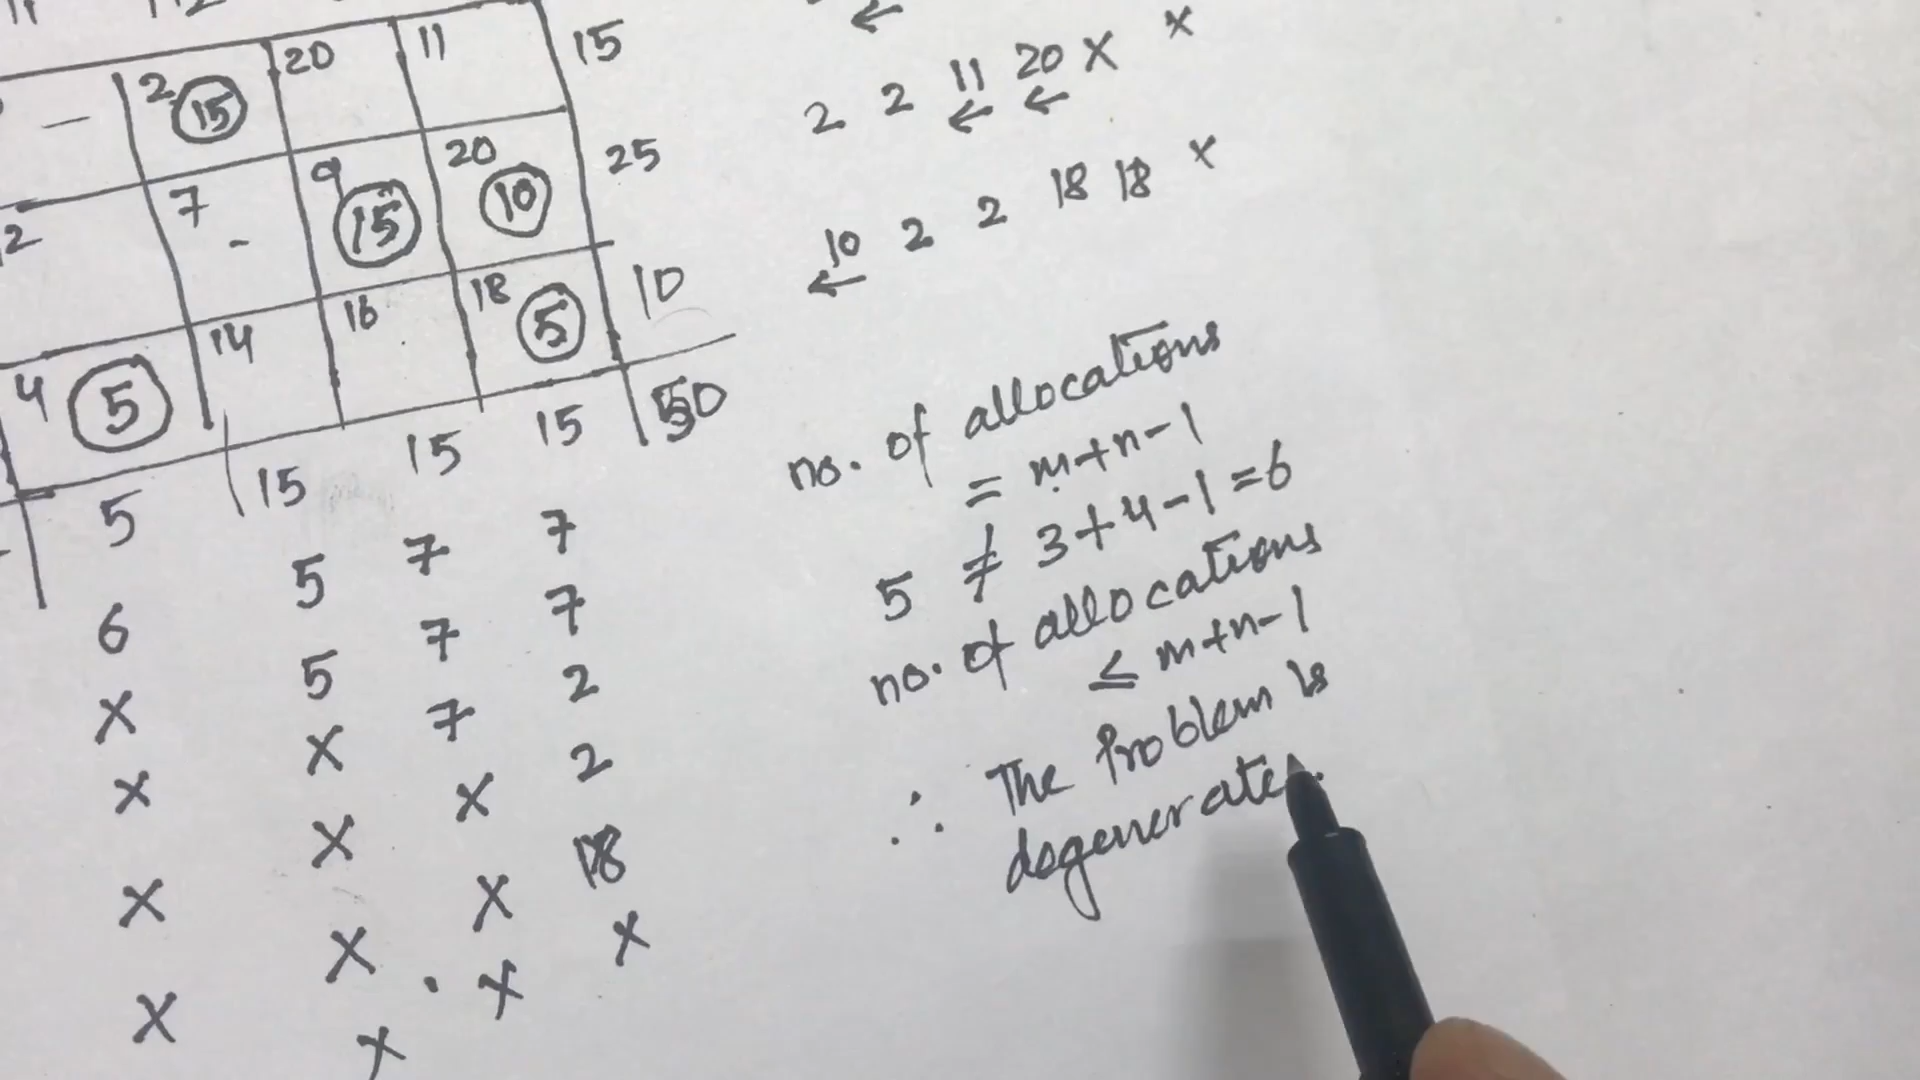 2 15 20 11 15
2 2 11 20 X X
2 7 - 9 15 20 10 25
10 2 2 18 18 X
4 5 14 16 18 5 10
5 15 15 15 50
no. of allocations
= m+n-1
5 ≠ 3+4-1=6
no. of allocations
≤ m+n-1
∴ The Problem is
degenerate.
6 5 7 7
X 5 7 7
X X 7 2
X X X 2
X X X 18
X X X